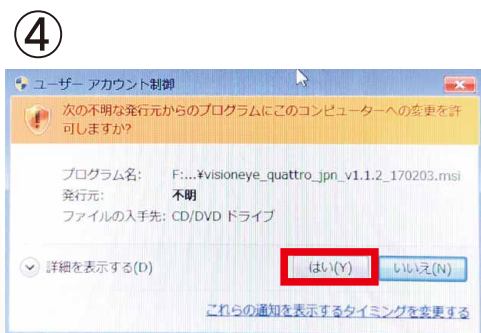 ④
ユーザー アカウント制御
次の不明な発行元からのプログラムにこのコンピューターへの変更を許
可しますか?
プログラム名: F:...¥visioneye_quattro_jpn_v1.1.2_170203.msi
発行元: 不明
ファイルの入手先: CD/DVD ドライブ
詳細を表示する(D)
はい(Y) いいえ(N)
これらの通知を表示するタイミングを変更する